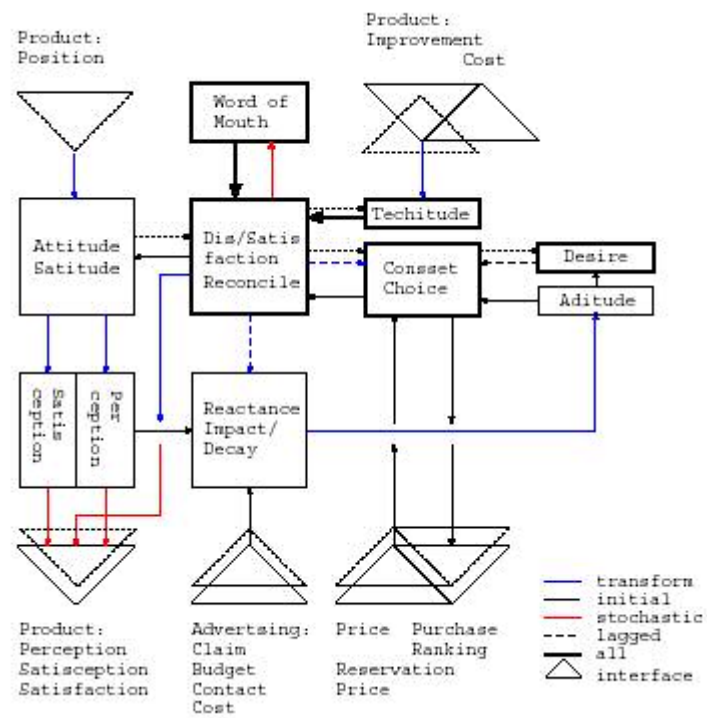 Product:
Position
Product:
Improvement
Cost
Word of
Mouth
Techitude
Attitude
Satitude
Dis/Satis
faction
Reconcile
Consset
Choice
Desire
Aditude
Satis
ception
Per
ception
Reactance
Impact/
Decay
Product:
Perception
Satisception
Satisfaction
Advertsing:
Claim
Budget
Contact
Cost
Price Purchase
Ranking
Reservation
Price
transform
initial
stochastic
lagged
all
interface